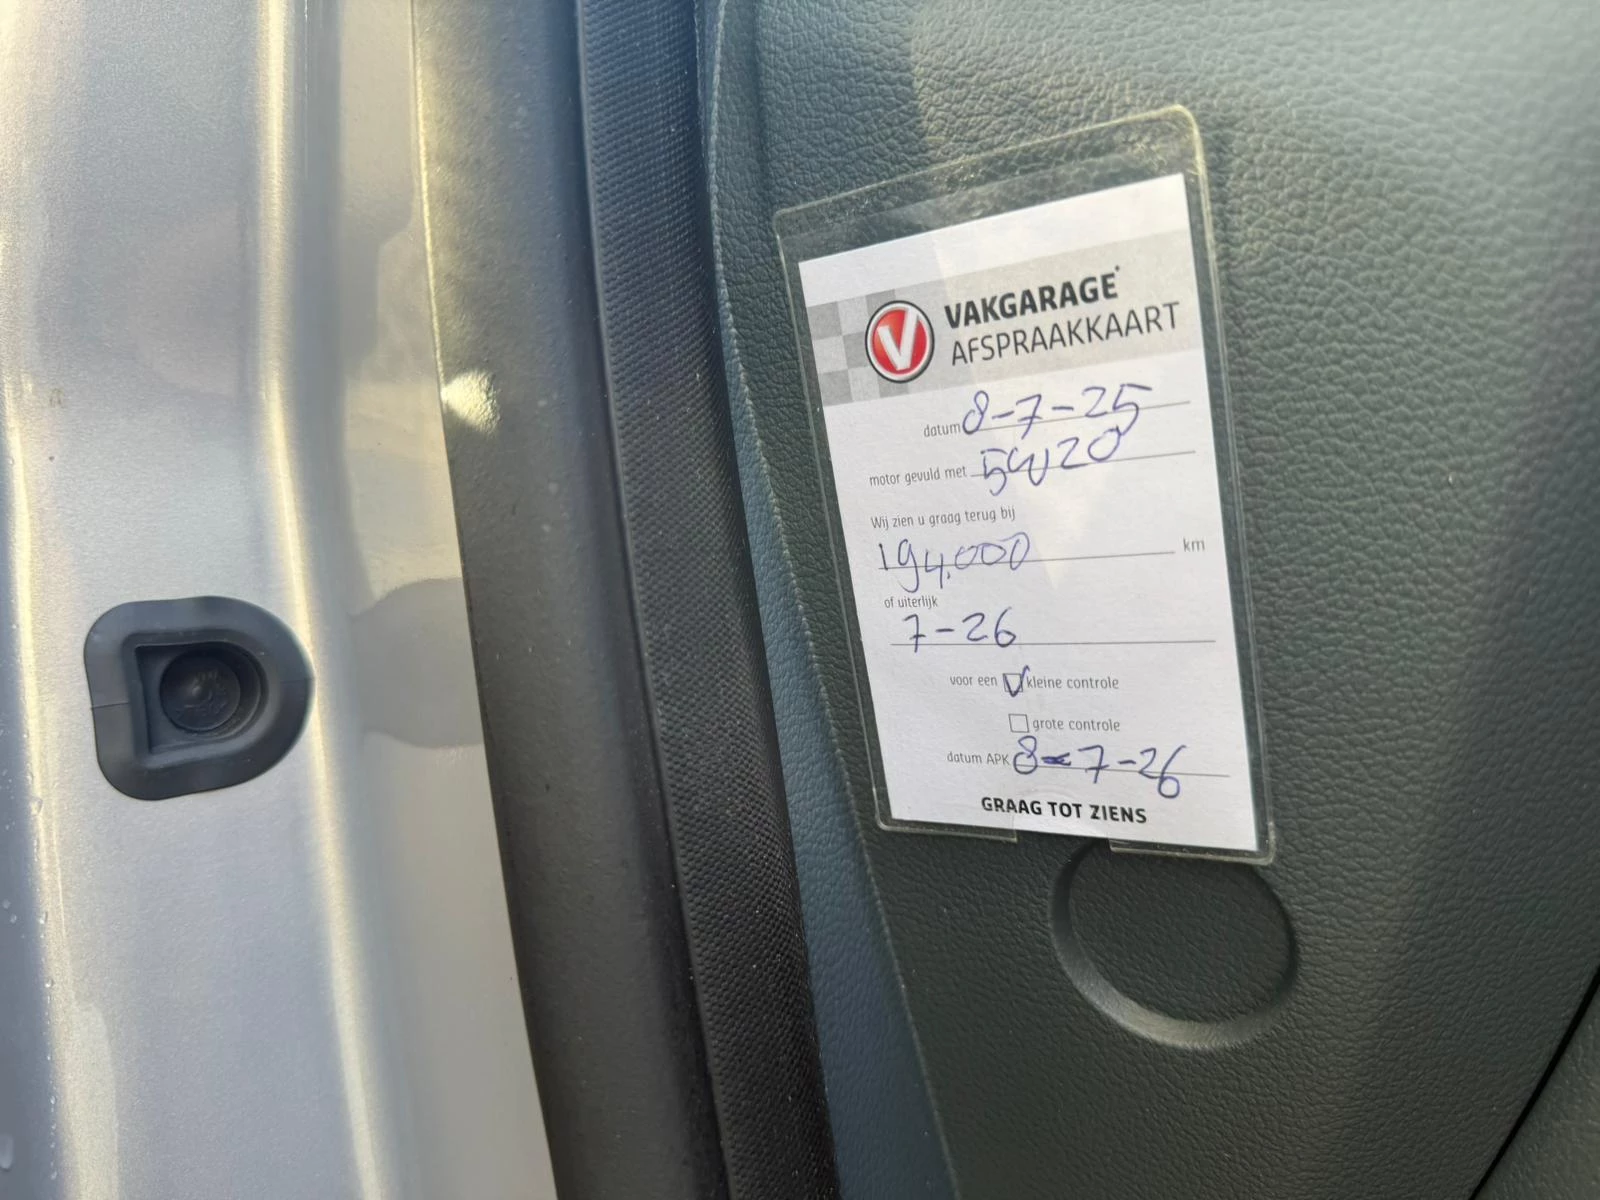 V
VAKGARAGE
AFSPRAAKKAART
datum 8-7-25
motor gevuld met 5W20
Wij zien u graag terug bij
194.000 km
of uiterlijk
7-26
voor een kleine controle
grote controle
datum APK 8-7-26
GRAAG TOT ZIENS